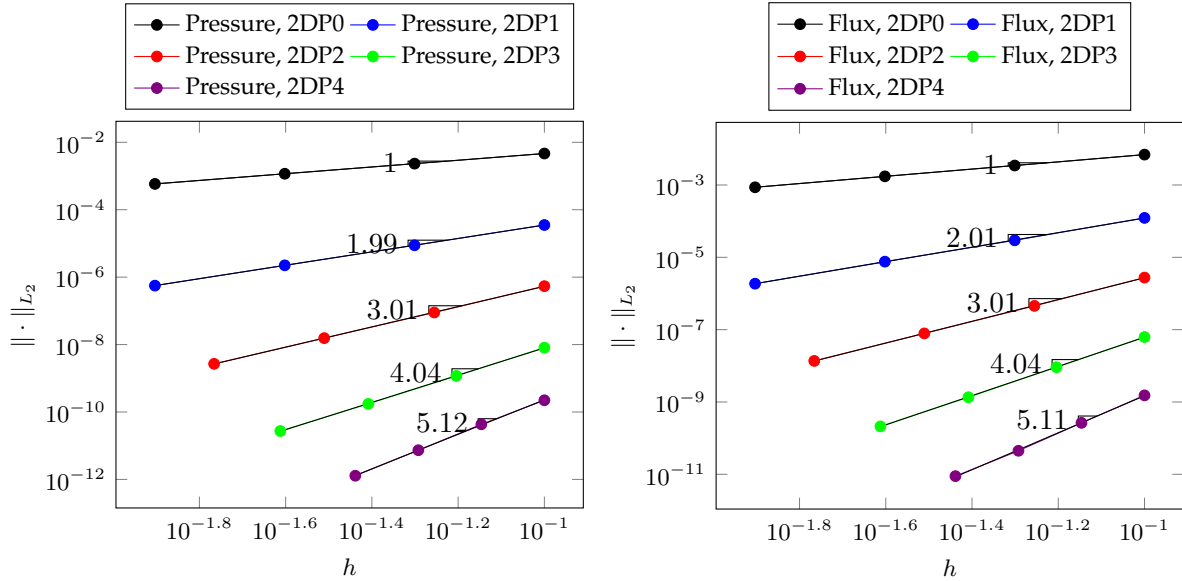 Pressure, 2DP0 Pressure, 2DP1
Pressure, 2DP2 Pressure, 2DP3
Pressure, 2DP4
10^{-2}
10^{-4}
10^{-6}
10^{-8}
10^{-10}
10^{-12}
‖ · ‖_{L_2}
1
1.99
3.01
4.04
5.12
10^{-1.8} 10^{-1.6} 10^{-1.4} 10^{-1.2} 10^{-1}
h
Flux, 2DP0 Flux, 2DP1
Flux, 2DP2 Flux, 2DP3
Flux, 2DP4
10^{-3}
10^{-5}
10^{-7}
10^{-9}
10^{-11}
‖ · ‖_{L_2}
1
2.01
3.01
4.04
5.11
10^{-1.8} 10^{-1.6} 10^{-1.4} 10^{-1.2} 10^{-1}
h